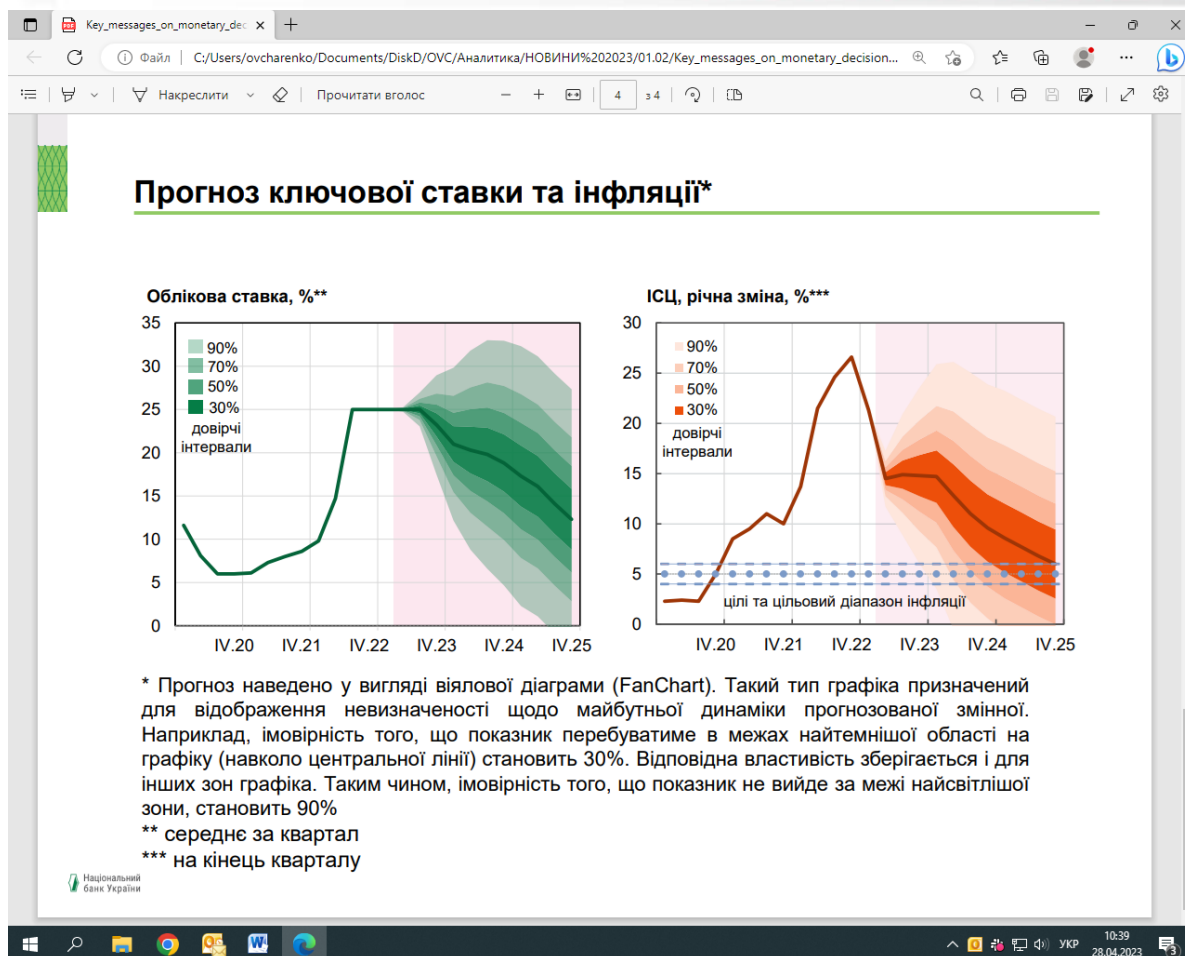 Key_messages_on_monetary_dec
Файл
C:/Users/ovcharenko/Documents/DiskD/OVC/Аналитика/НОВИНИ%202023/01.02/Key_messages_on_monetary_decision...
Накреслити
Прочитати вголос
4
з 4
Прогноз ключової ставки та інфляції*
Облікова ставка, %**
35
30
25
20
15
10
5
0
90%
70%
50%
30%
довірчі
інтервали
IV.20 IV.21 IV.22 IV.23 IV.24 IV.25
ІСЦ, річна зміна, %***
30
25
20
15
10
5
0
90%
70%
50%
30%
довірчі
інтервали
цілі та цільовий діапазон інфляції
IV.20 IV.21 IV.22 IV.23 IV.24 IV.25
* Прогноз наведено у вигляді віялової діаграми (FanChart). Такий тип графіка призначений
для відображення невизначеності щодо майбутньої динаміки прогнозованої змінної.
Наприклад, імовірність того, що показник перебуватиме в межах найтемнішої області на
графіку (навколо центральної лінії) становить 30%. Відповідна властивість зберігається і для
інших зон графіка. Таким чином, імовірність того, що показник не вийде за межі найсвітлішої
зони, становить 90%
** середнє за квартал
*** на кінець кварталу
Національний
банк України
УКР
10:39
28.04.2023
3